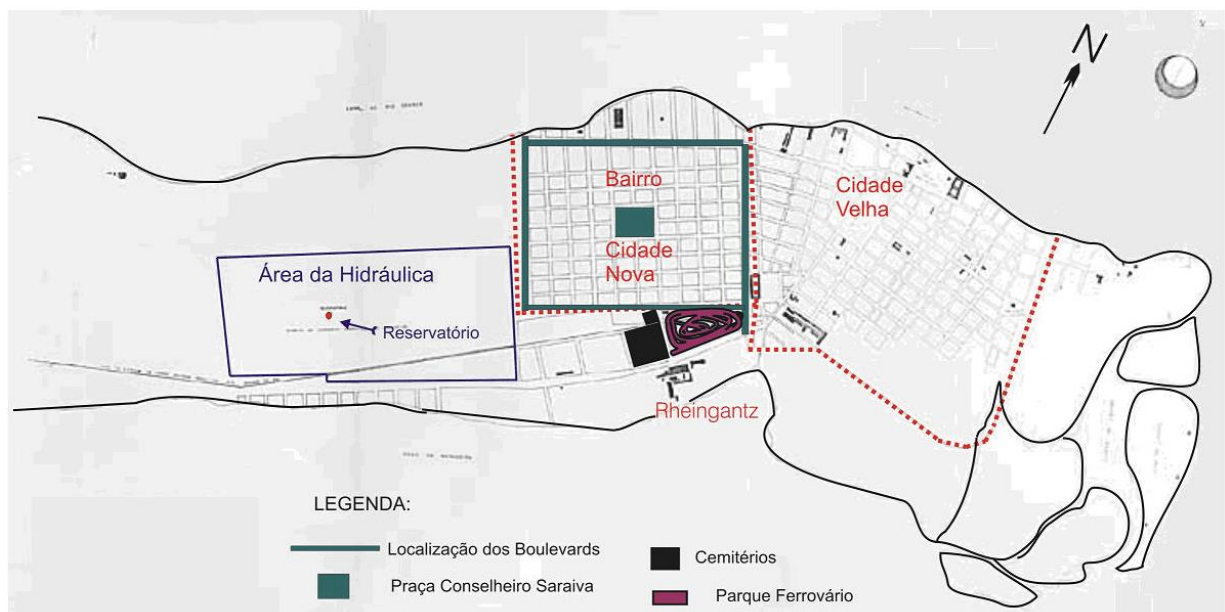 N
Bairro
Cidade
Velha
Cidade
Nova
Área da Hidráulica
Reservatório
Rheingantz
LEGENDA:
Localização dos Boulevards
Praça Conselheiro Saraiva
Cemitérios
Parque Ferrovário